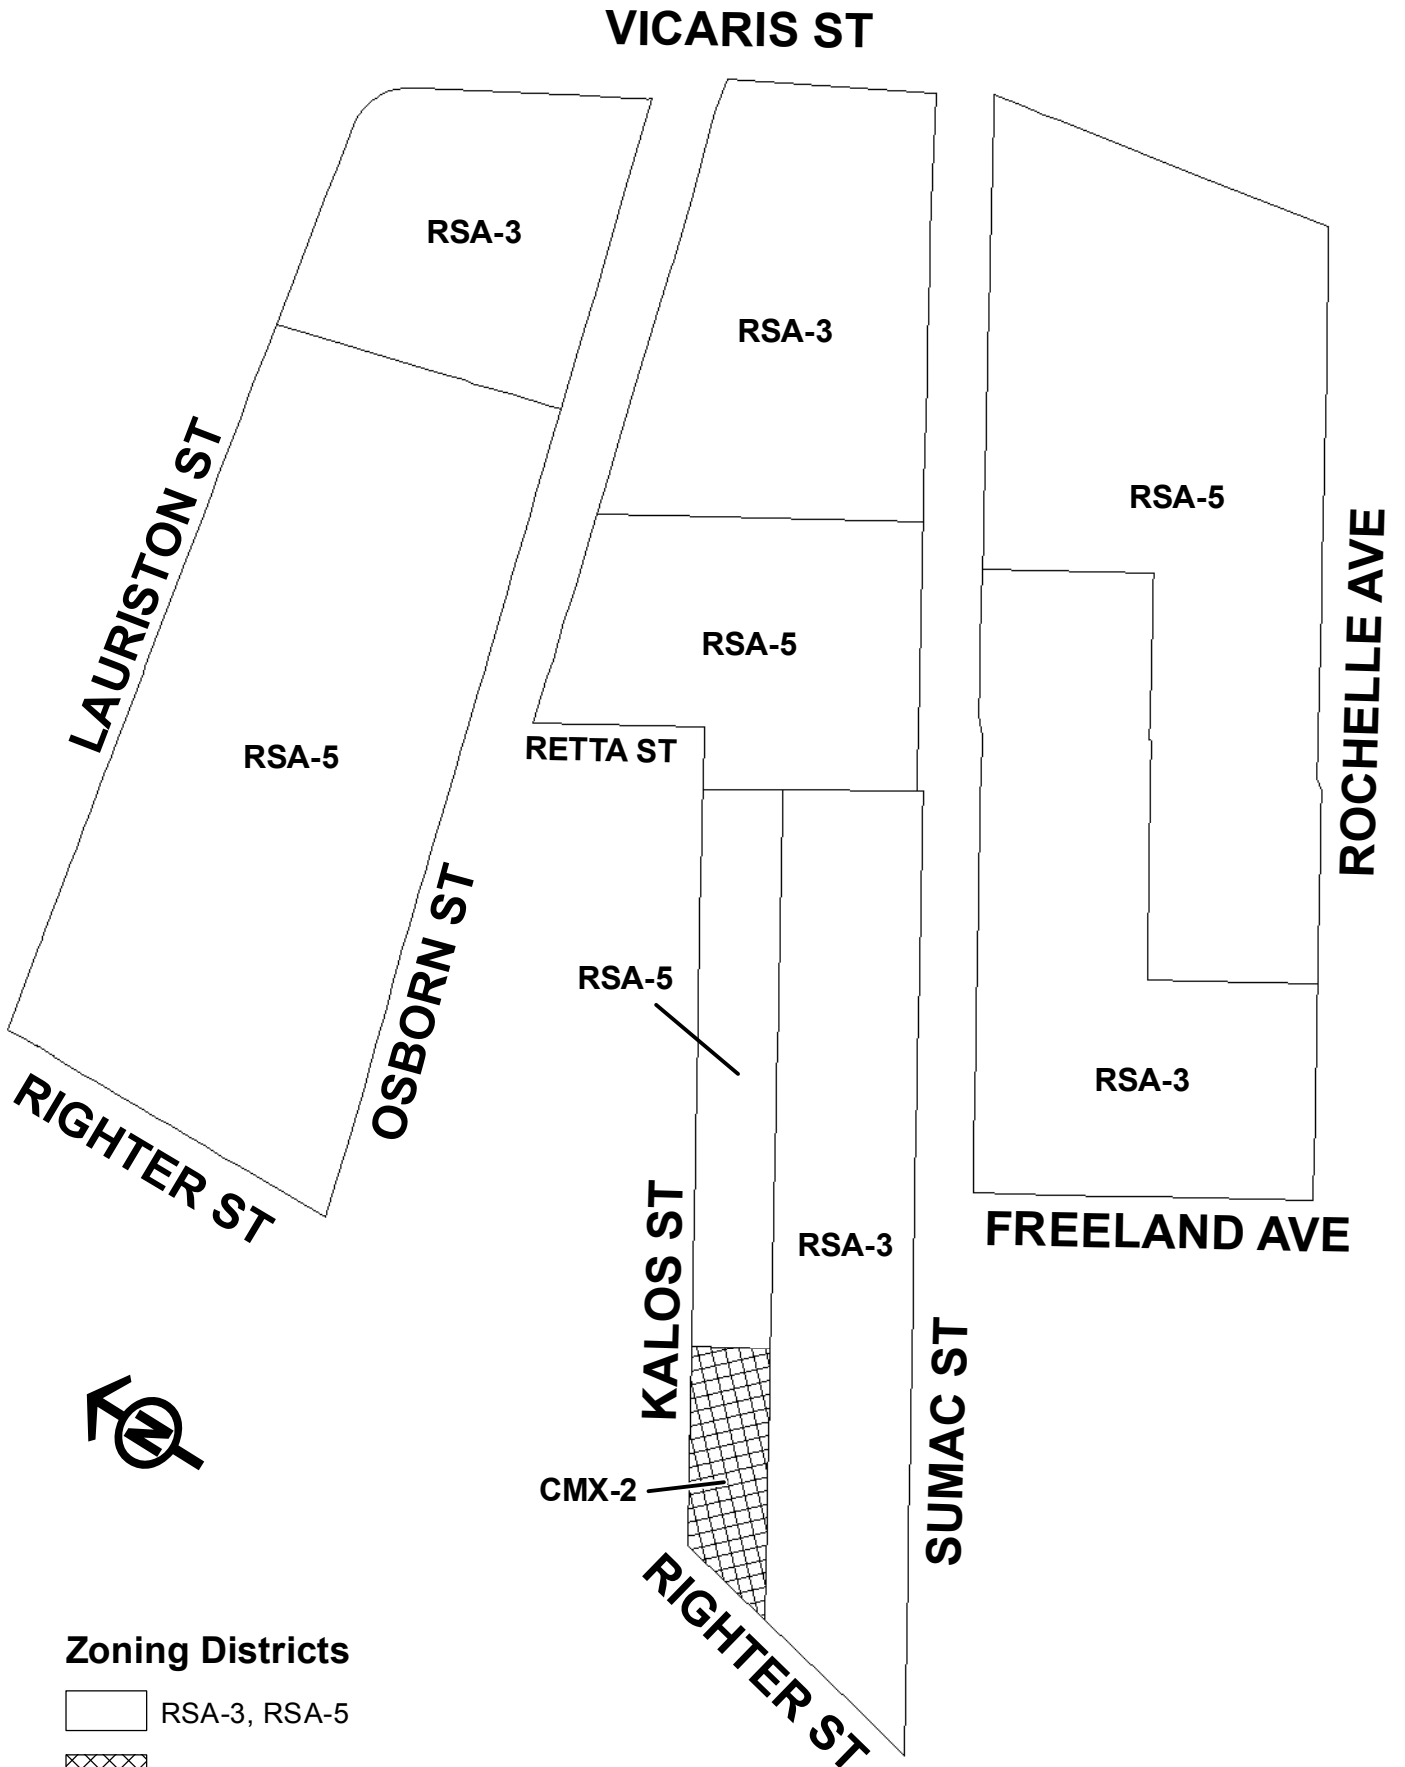 VICARIS ST
RSA-3
RSA-3
LAURISTON ST
RSA-5
ROCHELLE AVE
RSA-5
RETTA ST
RSA-5
OSBORN ST
RSA-5
RIGHTER ST
RSA-3
KALOS ST
RSA-3
FREELAND AVE
SUMAC ST
N
CMX-2
RIGHTER ST
Zoning Districts
RSA-3, RSA-5